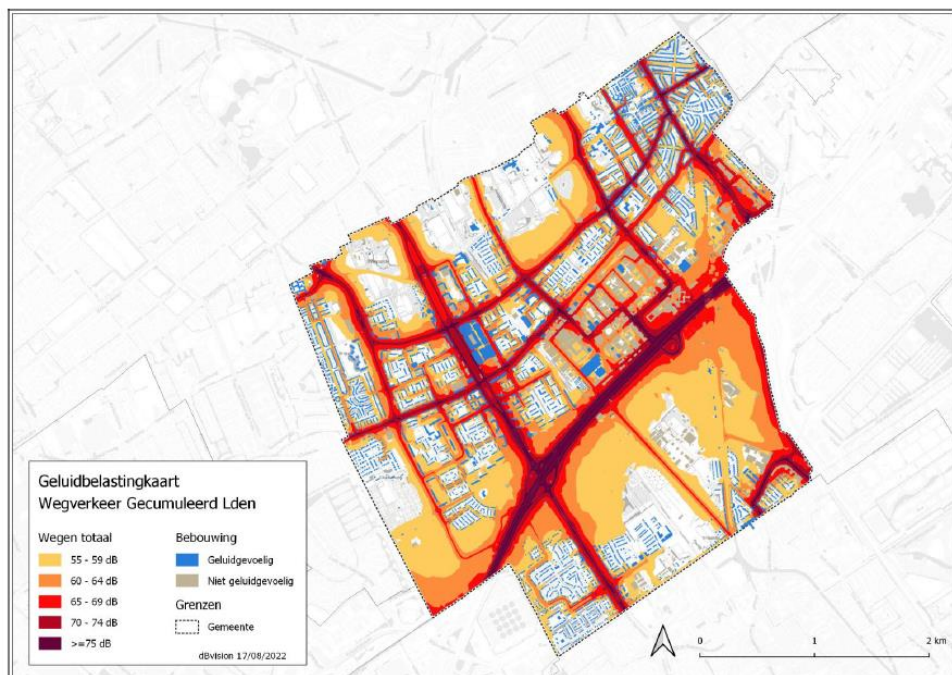 Geluidbelastingkaart
Wegverkeer Gecumuleerd Lden
Wegen totaal
55 - 59 dB
60 - 64 dB
65 - 69 dB
70 - 74 dB
>=75 dB
Bebouwing
Geluidgevoelig
Niet geluidgevoelig
Grenzen
Gemeente
dBvision 17/08/2022
0 1 2 km